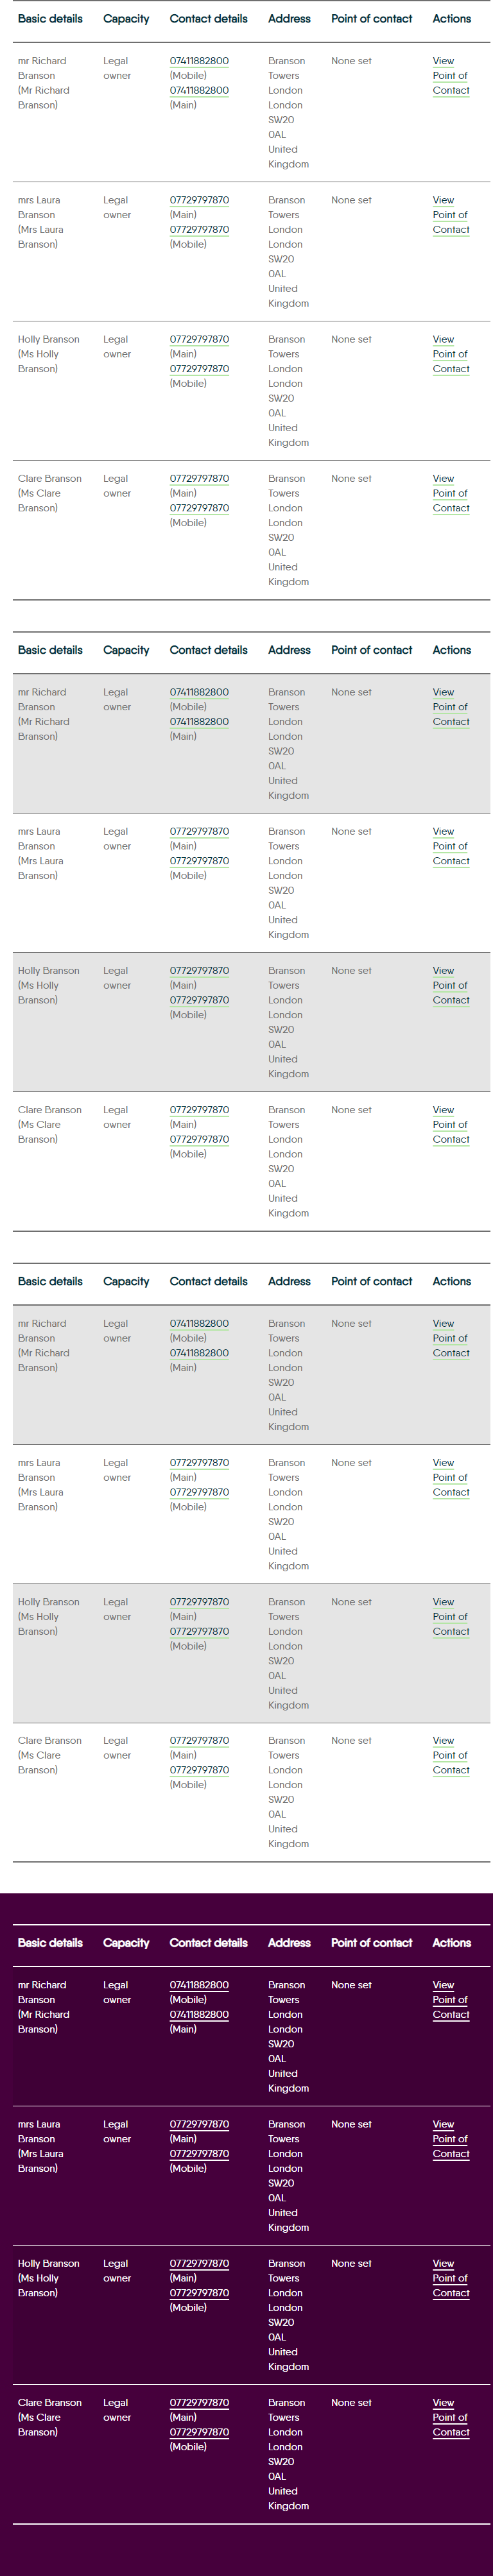 Basic details Capacity Contact details Address Point of contact Actions
mr Richard Legal 07411882800 Branson None set View
Branson owner (Mobile) Towers Point of
(Mr Richard 07411882800 London Contact
Branson) (Main) London
SW20
0AL
United
Kingdom
mrs Laura Legal 07729797870 Branson None set View
Branson owner (Main) Towers Point of
(Mrs Laura 07729797870 London Contact
Branson) (Mobile) London
SW20
0AL
United
Kingdom
Holly Branson Legal 07729797870 Branson None set View
(Ms Holly owner (Main) Towers Point of
Branson) 07729797870 London Contact
(Mobile) London
SW20
0AL
United
Kingdom
Clare Branson Legal 07729797870 Branson None set View
(Ms Clare owner (Main) Towers Point of
Branson) 07729797870 London Contact
(Mobile) London
SW20
0AL
United
Kingdom
Basic details Capacity Contact details Address Point of contact Actions
mr Richard Legal 07411882800 Branson None set View
Branson owner (Mobile) Towers Point of
(Mr Richard 07411882800 London Contact
Branson) (Main) London
SW20
0AL
United
Kingdom
mrs Laura Legal 07729797870 Branson None set View
Branson owner (Main) Towers Point of
(Mrs Laura 07729797870 London Contact
Branson) (Mobile) London
SW20
0AL
United
Kingdom
Holly Branson Legal 07729797870 Branson None set View
(Ms Holly owner (Main) Towers Point of
Branson) 07729797870 London Contact
(Mobile) London
SW20
0AL
United
Kingdom
Clare Branson Legal 07729797870 Branson None set View
(Ms Clare owner (Main) Towers Point of
Branson) 07729797870 London Contact
(Mobile) London
SW20
0AL
United
Kingdom
Basic details Capacity Contact details Address Point of contact Actions
mr Richard Legal 07411882800 Branson None set View
Branson owner (Mobile) Towers Point of
(Mr Richard 07411882800 London Contact
Branson) (Main) London
SW20
0AL
United
Kingdom
mrs Laura Legal 07729797870 Branson None set View
Branson owner (Main) Towers Point of
(Mrs Laura 07729797870 London Contact
Branson) (Mobile) London
SW20
0AL
United
Kingdom
Holly Branson Legal 07729797870 Branson None set View
(Ms Holly owner (Main) Towers Point of
Branson) 07729797870 London Contact
(Mobile) London
SW20
0AL
United
Kingdom
Clare Branson Legal 07729797870 Branson None set View
(Ms Clare owner (Main) Towers Point of
Branson) 07729797870 London Contact
(Mobile) London
SW20
0AL
United
Kingdom
Basic details Capacity Contact details Address Point of contact Actions
mr Richard Legal 07411882800 Branson None set View
Branson owner (Mobile) Towers Point of
(Mr Richard 07411882800 London Contact
Branson) (Main) London
SW20
0AL
United
Kingdom
mrs Laura Legal 07729797870 Branson None set View
Branson owner (Main) Towers Point of
(Mrs Laura 07729797870 London Contact
Branson) (Mobile) London
SW20
0AL
United
Kingdom
Holly Branson Legal 07729797870 Branson None set View
(Ms Holly owner (Main) Towers Point of
Branson) 07729797870 London Contact
(Mobile) London
SW20
0AL
United
Kingdom
Clare Branson Legal 07729797870 Branson None set View
(Ms Clare owner (Main) Towers Point of
Branson) 07729797870 London Contact
(Mobile) London
SW20
0AL
United
Kingdom